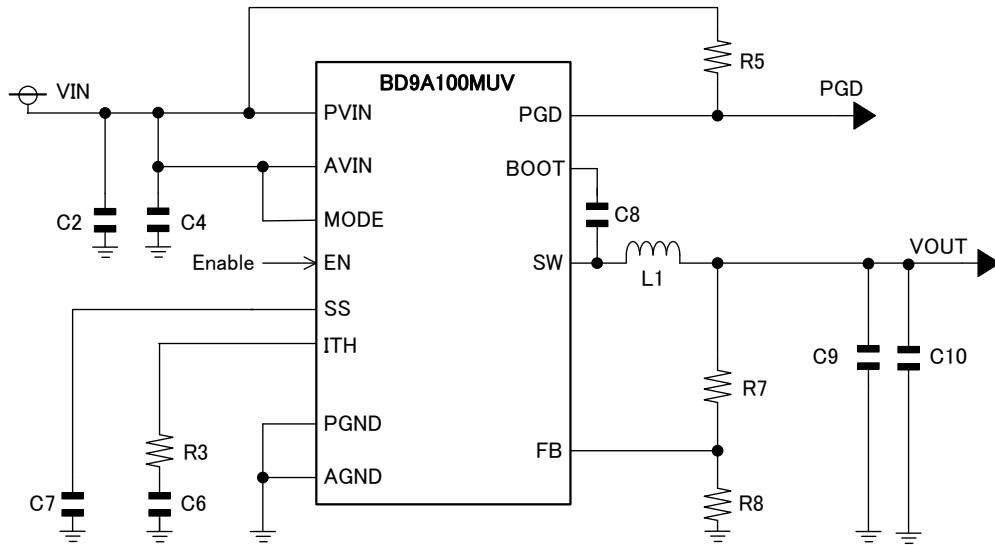 BD9A100MUV
VIN
R5
PGD
PVIN
PGD
AVIN
BOOT
C2
C4
MODE
C8
Enable
EN
SW
L1
VOUT
SS
ITH
C9
C10
R7
PGND
R3
FB
AGND
C7
C6
R8